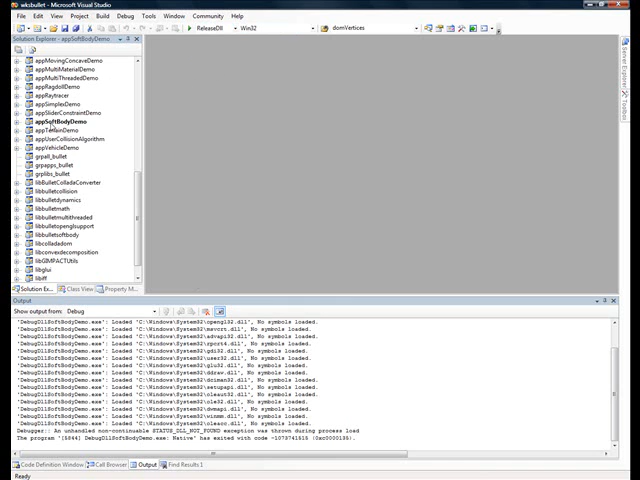 wksbullet - Microsoft Visual Studio
File Edit View Project Build Debug Tools Window Community Help
ReleaseDll Win32 domVertices
Solution Explorer - appSoftBodyDemo
appMovingConcaveDemo
appMultiMaterialDemo
appMultiThreadedDemo
appRagdollDemo
appRaytracer
appSimplexDemo
appSliderConstraintDemo
appSoftBodyDemo
appTerrainDemo
appUserCollisionAlgorithm
appVehicleDemo
grpall_bullet
grpapps_bullet
grplibs_bullet
libBulletColladaConverter
libbulletcollision
libbulletdynamics
libbulletmath
libbulletmultithreaded
libbulletopenglsupport
libbulletsoftbody
libcolladadom
libconvexdecomposition
libGIMPACTUtils
libglui
libiff
Solution Ex... Class View Property M...
Server Explorer
Toolbox
Output
Show output from: Debug
'DebugDllSoftBodyDemo.exe': Loaded 'C:\Windows\System32\opengl32.dll', No symbols loaded.
'DebugDllSoftBodyDemo.exe': Loaded 'C:\Windows\System32\msvcrt.dll', No symbols loaded.
'DebugDllSoftBodyDemo.exe': Loaded 'C:\Windows\System32\advapi32.dll', No symbols loaded.
'DebugDllSoftBodyDemo.exe': Loaded 'C:\Windows\System32\rpcrt4.dll', No symbols loaded.
'DebugDllSoftBodyDemo.exe': Loaded 'C:\Windows\System32\gdi32.dll', No symbols loaded.
'DebugDllSoftBodyDemo.exe': Loaded 'C:\Windows\System32\user32.dll', No symbols loaded.
'DebugDllSoftBodyDemo.exe': Loaded 'C:\Windows\System32\glu32.dll', No symbols loaded.
'DebugDllSoftBodyDemo.exe': Loaded 'C:\Windows\System32\ddraw.dll', No symbols loaded.
'DebugDllSoftBodyDemo.exe': Loaded 'C:\Windows\System32\dciman32.dll', No symbols loaded.
'DebugDllSoftBodyDemo.exe': Loaded 'C:\Windows\System32\setupapi.dll', No symbols loaded.
'DebugDllSoftBodyDemo.exe': Loaded 'C:\Windows\System32\oleaut32.dll', No symbols loaded.
'DebugDllSoftBodyDemo.exe': Loaded 'C:\Windows\System32\ole32.dll', No symbols loaded.
'DebugDllSoftBodyDemo.exe': Loaded 'C:\Windows\System32\dwmapi.dll', No symbols loaded.
'DebugDllSoftBodyDemo.exe': Loaded 'C:\Windows\System32\winmm.dll', No symbols loaded.
Debugger:: An unhandled non-continuable STATUS_DLL_NOT_FOUND exception was thrown during process load
The program '[5844] DebugDllSoftBodyDemo.exe: Native' has exited with code -1073741515 (0xc0000135).
Code Definition Window Call Browser Output Find Results 1
Ready